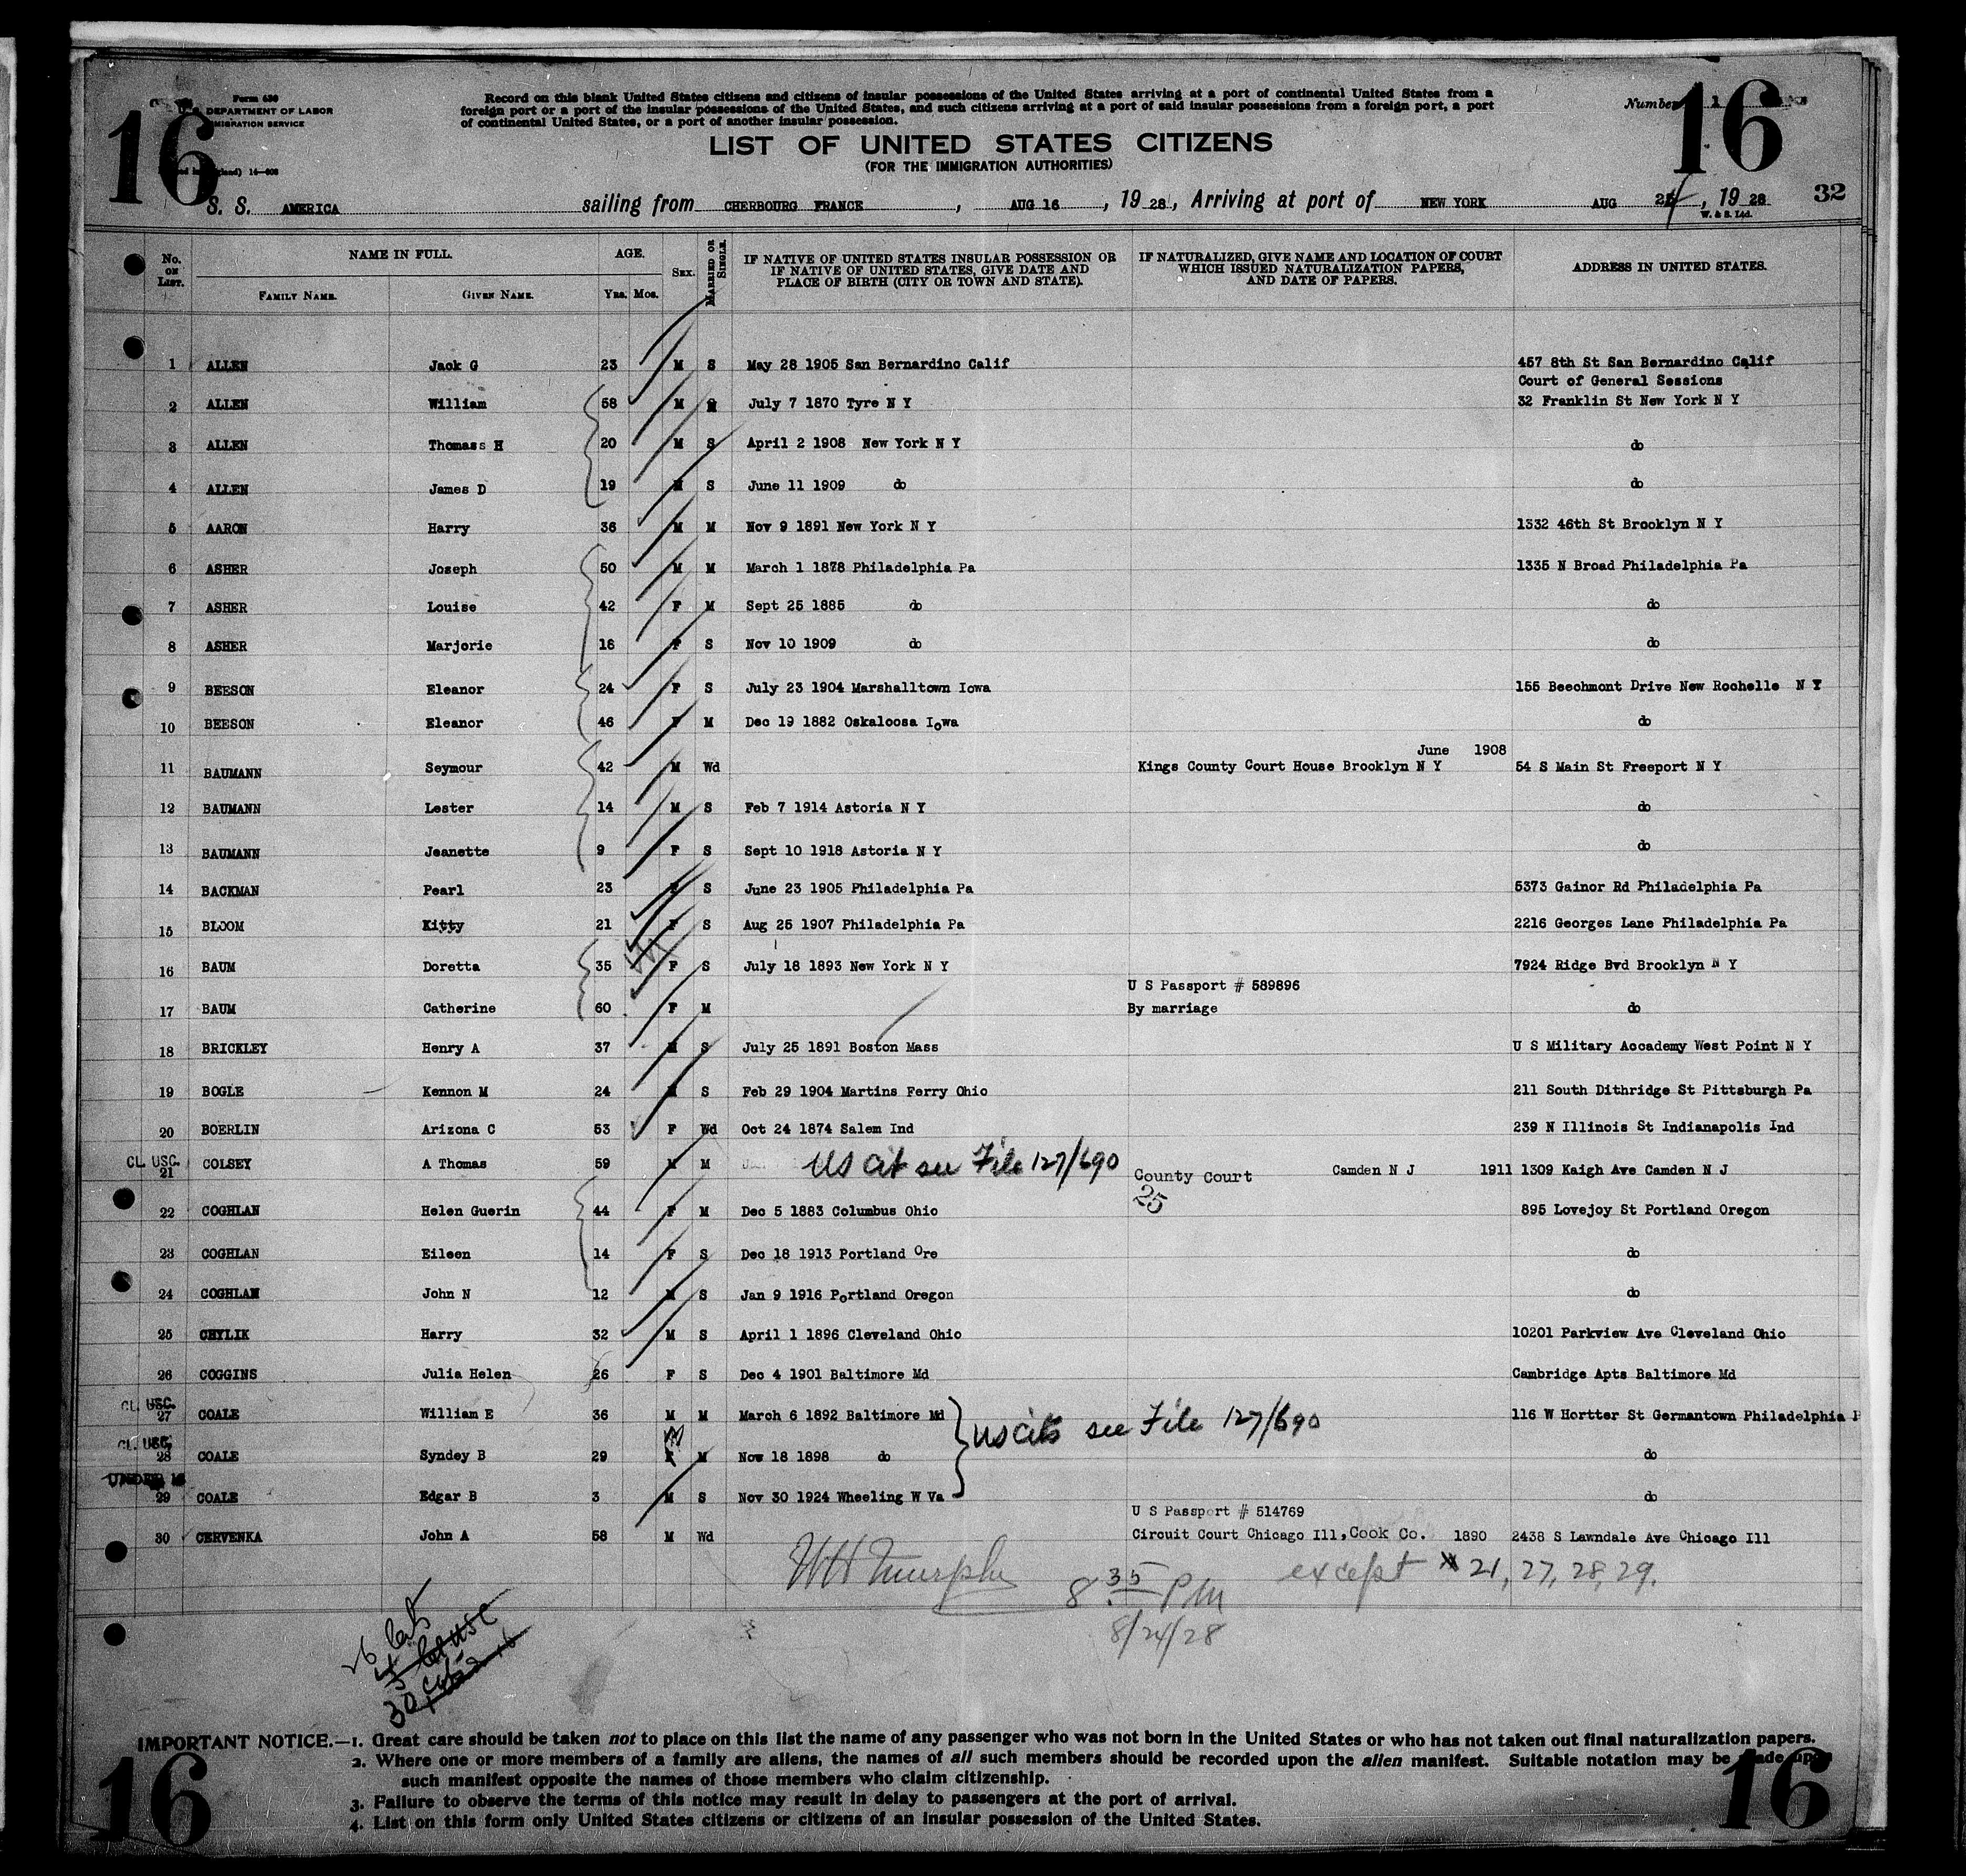 Form 630
U. S. DEPARTMENT OF LABOR
IMMIGRATION SERVICE
16
16
Number
Record on this blank United States citizens and citizens of insular possessions of the United States arriving at a port of continental United States from a
foreign port or a port of the insular possessions of the United States, and such citizens arriving at a port of said insular possessions from a foreign port, a port
of continental United States, or a port of another insular possession.
LIST OF UNITED STATES CITIZENS
(FOR THE IMMIGRATION AUTHORITIES)
S. S. AMERICA sailing from CHERBOURG FRANCE, AUG 16, 19 28, Arriving at port of NEW YORK AUG 24, 19 28 32
W. & S. Ltd.
No. ON LIST. NAME IN FULL. FAMILY NAME. GIVEN NAME. AGE. YRS. MOS. SEX. MARRIED OR SINGLE. IF NATIVE OF UNITED STATES INSULAR POSSESSION OR IF NATIVE OF UNITED STATES, GIVE DATE AND PLACE OF BIRTH (CITY OR TOWN AND STATE). IF NATURALIZED, GIVE NAME AND LOCATION OF COURT WHICH ISSUED NATURALIZATION PAPERS, AND DATE OF PAPERS. ADDRESS IN UNITED STATES.
1 ALLEN Jack G 23 M S May 28 1905 San Bernardino Calif 457 8th St San Bernardino Calif
Court of General Sessions
2 ALLEN William 58 M M July 7 1870 Tyre N Y 32 Franklin St New York N Y
3 ALLEN Thomass H 20 M S April 2 1908 New York N Y do
4 ALLEN James D 19 M S June 11 1909 do do
5 AARON Harry 36 M M Nov 9 1891 New York N Y 1332 46th St Brooklyn N Y
6 ASHER Joseph 50 M M March 1 1878 Philadelphia Pa 1335 N Broad Philadelphia Pa
7 ASHER Louise 42 F M Sept 25 1885 do do
8 ASHER Marjorie 18 F S Nov 10 1909 do do
9 BEESON Eleanor 24 F S July 23 1904 Marshalltown Iowa 155 Beechmont Drive New Rochelle N Y
10 BEESON Eleanor 46 F M Dec 19 1882 Oskaloosa Iowa do
June 1908
11 BAUMANN Seymour 42 M Wd Kings County Court House Brooklyn N Y 54 S Main St Freeport N Y
12 BAUMANN Lester 14 M S Feb 7 1914 Astoria N Y do
13 BAUMANN Jeanette 9 F S Sept 10 1918 Astoria N Y do
14 BACKMAN Pearl 23 F S June 23 1905 Philadelphia Pa 5373 Gainor Rd Philadelphia Pa
15 BLOOM Kitty 21 F S Aug 25 1907 Philadelphia Pa 2216 Georges Lane Philadelphia Pa
16 BAUM Doretta 35 F S July 18 1893 New York N Y 7924 Ridge Bvd Brooklyn N Y
U S Passport # 589896
17 BAUM Catherine 60 F M By marriage do
18 BRICKLEY Henry A 37 M S July 25 1891 Boston Mass U S Military Accademy West Point N Y
19 BOGLE Kennon M 24 M S Feb 29 1904 Martins Ferry Ohio 211 South Dithridge St Pittsburgh Pa
20 BOERLIN Arizona C 53 F Wd Oct 24 1874 Salem Ind 239 N Illinois St Indianapolis Ind
CL. USC. 21 COLSEY A Thomas 59 M M US cit see File 127/690 County Court Camden N J 1911 1309 Kaigh Ave Camden N J
25
22 COGHLAN Helen Guerin 44 F M Dec 5 1883 Columbus Ohio 895 Lovejoy St Portland Oregon
23 COGHLAN Eileen 14 F S Dec 18 1913 Portland Ore do
24 COGHLAN John N 12 M S Jan 9 1916 Portland Oregon do
25 CHYLIK Harry 32 M S April 1 1896 Cleveland Ohio 10201 Parkview Ave Cleveland Ohio
26 COGGINS Julia Helen 26 F S Dec 4 1901 Baltimore Md Cambridge Apts Baltimore Md
CL. USC. 27 COALE William E 36 M M March 6 1892 Baltimore Md 116 W Hortter St Germantown Philadelphia P
US cits see File 127/690
CL. USC. 28 COALE Syndey B 29 F M Nov 18 1898 do do
UNDER 16
29 COALE Edgar B 3 M S Nov 30 1924 Wheeling W Va do
U S Passport # 514769
30 CERVENKA John A 58 M Wd Circuit Court Chicago Ill, Cook Co. 1890 2438 S Lawndale Ave Chicago Ill
WH Murphy 8 35 PM except # 21, 27, 28, 29.
8/24/28
IMPORTANT NOTICE.—1. Great care should be taken not to place on this list the name of any passenger who was not born in the United States or who has not taken out final naturalization papers.
2. Where one or more members of a family are aliens, the names of all such members should be recorded upon the alien manifest. Suitable notation may be made upon
such manifest opposite the names of those members who claim citizenship.
3. Failure to observe the terms of this notice may result in delay to passengers at the port of arrival.
4. List on this form only United States citizens or citizens of an insular possession of the United States.
16
16